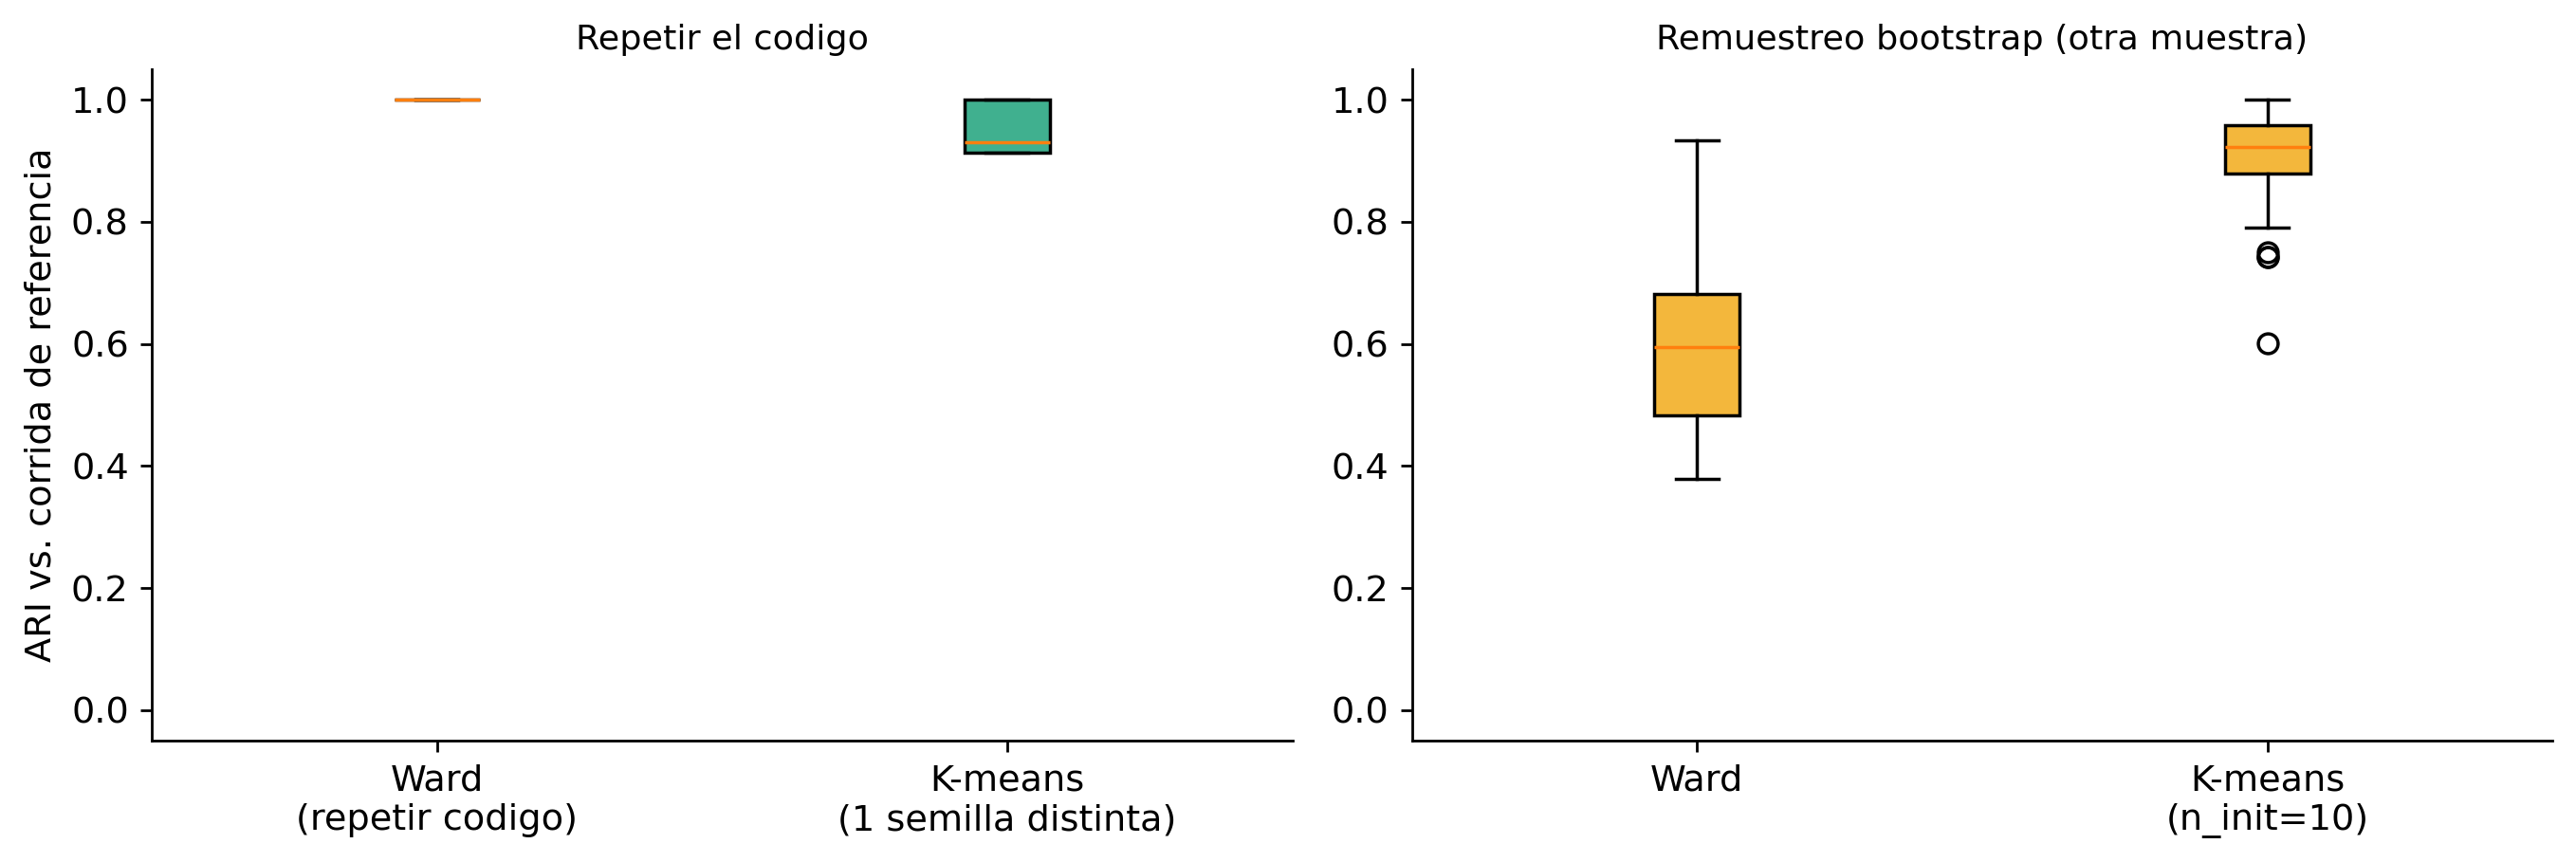 Repetir el codigo
ARI vs. corrida de referencia
1.0
0.8
0.6
0.4
0.2
0.0
Ward
(repetir codigo)
K-means
(1 semilla distinta)
Remuestreo bootstrap (otra muestra)
1.0
0.8
0.6
0.4
0.2
0.0
Ward
K-means
(n_init=10)